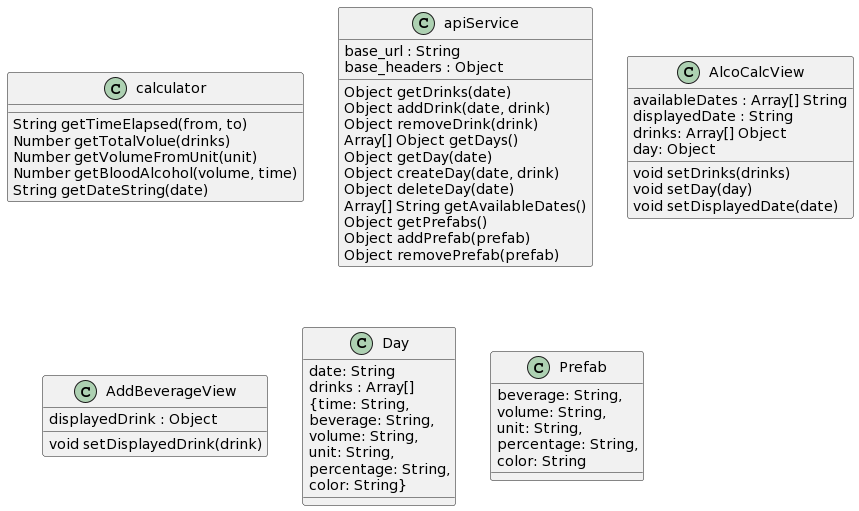 C calculator
String getTimeElapsed(from, to)
Number getTotalVolue(drinks)
Number getVolumeFromUnit(unit)
Number getBloodAlcohol(volume, time)
String getDateString(date)
C apiService
base_url : String
base_headers : Object
Object getDrinks(date)
Object addDrink(date, drink)
Object removeDrink(drink)
Array[] Object getDays()
Object getDay(date)
Object createDay(date, drink)
Object deleteDay(date)
Array[] String getAvailableDates()
Object getPrefabs()
Object addPrefab(prefab)
Object removePrefab(prefab)
C AlcoCalcView
availableDates : Array[] String
displayedDate : String
drinks: Array[] Object
day: Object
void setDrinks(drinks)
void setDay(day)
void setDisplayedDate(date)
C AddBeverageView
displayedDrink : Object
void setDisplayedDrink(drink)
C Day
date: String
drinks : Array[]
{time: String,
beverage: String,
volume: String,
unit: String,
percentage: String,
color: String}
C Prefab
beverage: String,
volume: String,
unit: String,
percentage: String,
color: String